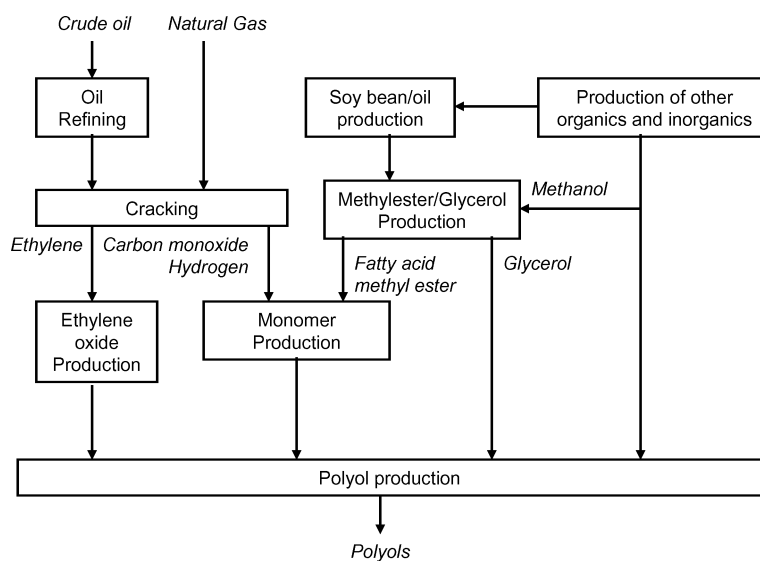 Crude oil
Natural Gas
Oil
Refining
Soy bean/oil
production
Production of other
organics and inorganics
Cracking
Methylester/Glycerol
Production
Methanol
Ethylene
Carbon monoxide
Hydrogen
Fatty acid
methyl ester
Glycerol
Ethylene
oxide
Production
Monomer
Production
Polyol production
Polyols